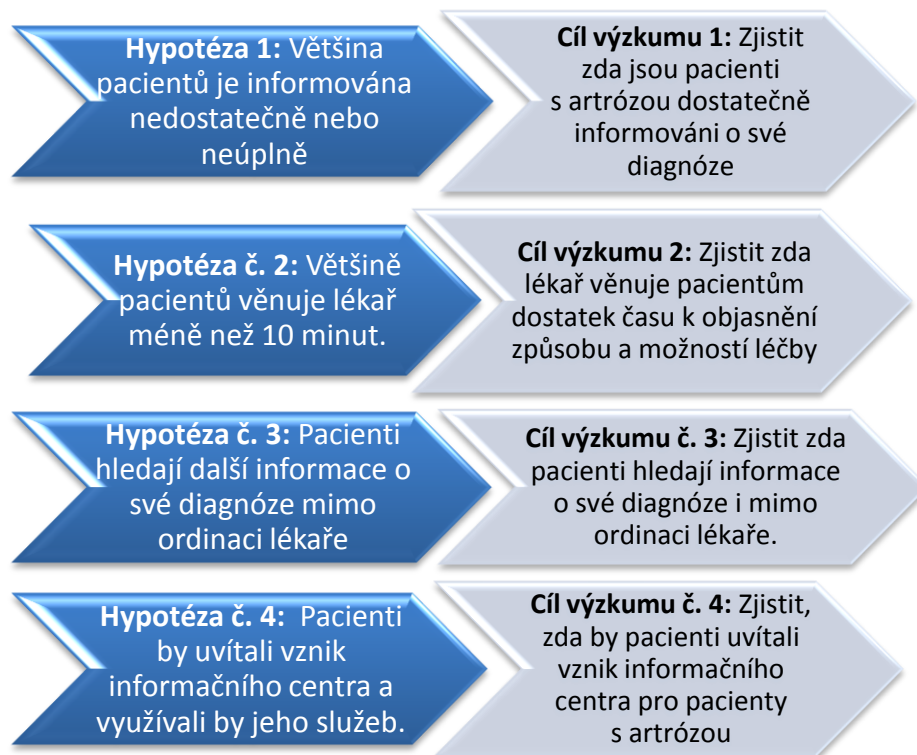 Hypotéza 1: Většina
pacientů je informována
nedostatečně nebo
neúplně
Cíl výzkumu 1: Zjistit
zda jsou pacienti
s artrózou dostatečně
informováni o své
diagnóze
Hypotéza č. 2: Většině
pacientů věnuje lékař
méně než 10 minut.
Cíl výzkumu 2: Zjistit zda
lékař věnuje pacientům
dostatek času k objasnění
způsobu a možností léčby
Hypotéza č. 3: Pacienti
hledají další informace o
své diagnóze mimo
ordinaci lékaře
Cíl výzkumu č. 3: Zjistit zda
pacienti hledají informace
o své diagnóze i mimo
ordinaci lékaře.
Hypotéza č. 4: Pacienti
by uvítali vznik
informačního centra a
využívali by jeho služeb.
Cíl výzkumu č. 4: Zjistit,
zda by pacienti uvítali
vznik informačního
centra pro pacienty
s artrózou